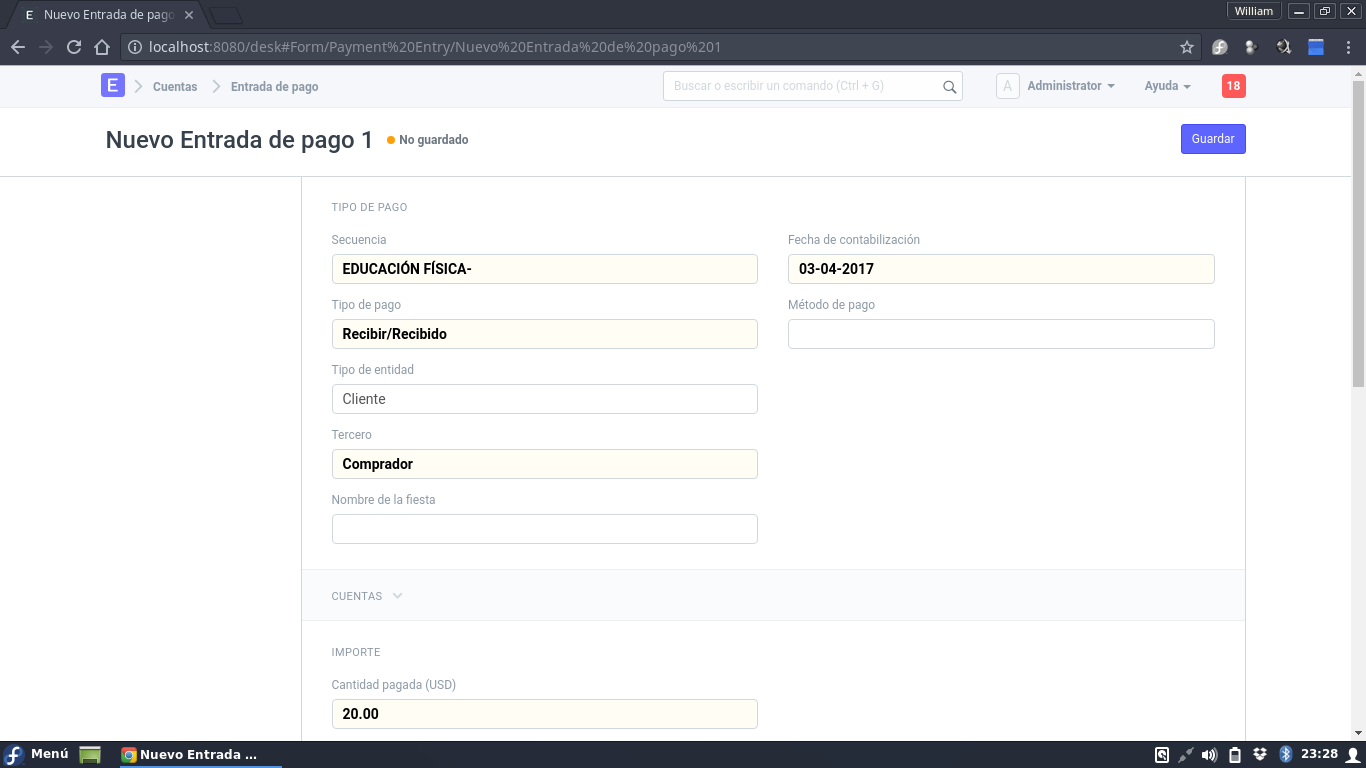 E Nuevo Entrada de pago
William
localhost:8080/desk#Form/Payment%20Entry/Nuevo%20Entrada%20de%20pago%201
E Cuentas Entrada de pago Buscar o escribir un comando (Ctrl + G) A Administrator Ayuda 18
Nuevo Entrada de pago 1 No guardado Guardar
TIPO DE PAGO
Secuencia Fecha de contabilización
EDUCACIÓN FÍSICA- 03-04-2017
Tipo de pago Método de pago
Recibir/Recibido
Tipo de entidad
Cliente
Tercero
Comprador
Nombre de la fiesta
CUENTAS
IMPORTE
Cantidad pagada (USD)
20.00
Menú Nuevo Entrada ... 23:28